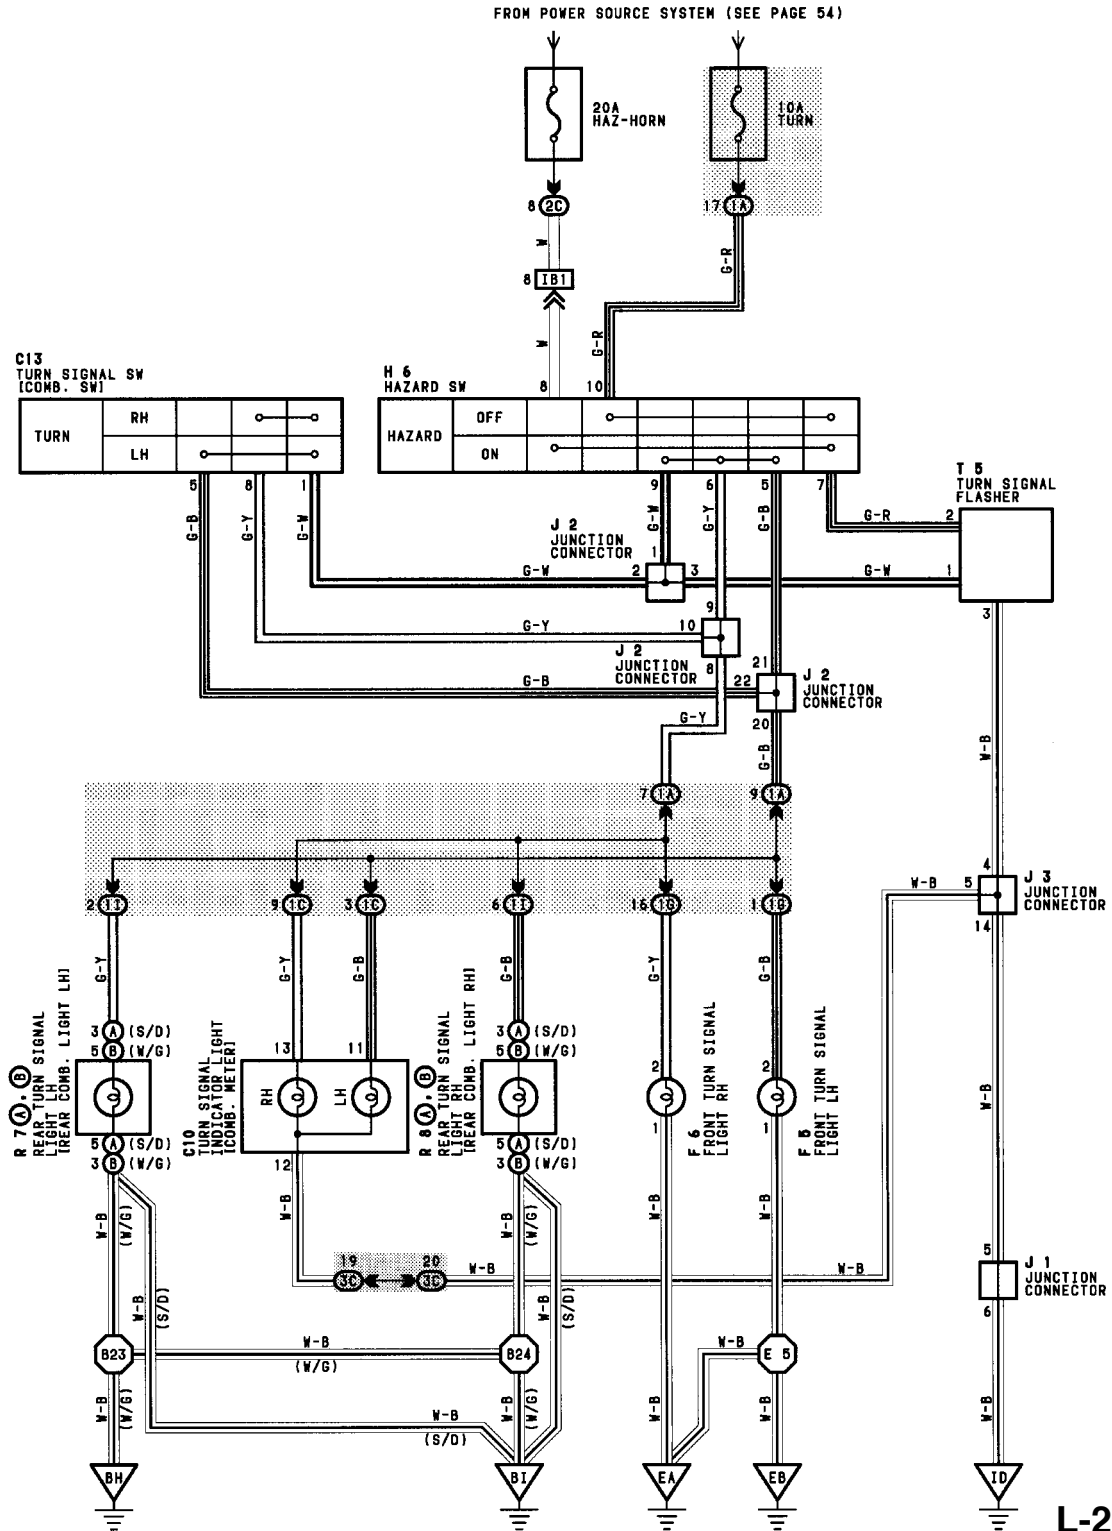 FROM POWER SOURCE SYSTEM (SEE PAGE 54)
20A
HAZ-HORN
10A
TURN
8 2C
17 1A
W
G-R
8 IB1
W
G-R
C13
TURN SIGNAL SW
[COMB. SW]
H 6
HAZARD SW
8
10
TURN
RH
LH
HAZARD
OFF
ON
5
8
1
9
6
5
7
T 5
TURN SIGNAL
FLASHER
G-B
G-Y
G-W
G-W
G-Y
G-B
G-R
2
J 2
JUNCTION
CONNECTOR
1
G-W
2
3
G-W
1
9
3
G-Y
10
J 2
JUNCTION
CONNECTOR
8
21
G-B
22
J 2
JUNCTION
CONNECTOR
20
G-Y
G-B
W-B
7 1A
9 1A
4
W-B
5
J 3
JUNCTION
CONNECTOR
14
2 1I
9 1C
3 1C
6 1I
16 1G
1 1G
G-Y
G-Y
G-B
G-B
G-Y
G-B
3 A (S/D)
5 B (W/G)
3 A (S/D)
5 B (W/G)
13
11
2
2
R 7 A, B
REAR TURN SIGNAL
LIGHT LH
[REAR COMB. LIGHT LH]
RH
LH
C10
TURN SIGNAL
INDICATOR LIGHT
[COMB. METER]
R 8 A, B
REAR TURN SIGNAL
LIGHT RH
[REAR COMB. LIGHT RH]
F 6
FRONT TURN SIGNAL
LIGHT RH
F 5
FRONT TURN SIGNAL
LIGHT LH
W-B
5 A (S/D)
3 B (W/G)
12
5 A (S/D)
3 B (W/G)
1
1
W-B
(W/G)
W-B
W-B
(W/G)
W-B
W-B
19
3C
20
3C
W-B
W-B
5
J 1
JUNCTION
CONNECTOR
6
W-B
(S/D)
W-B
(S/D)
B23
W-B
(W/G)
B24
W-B
E 5
W-B
(W/G)
W-B
(S/D)
W-B
(W/G)
W-B
W-B
W-B
BH
BI
EA
EB
ID
L-2